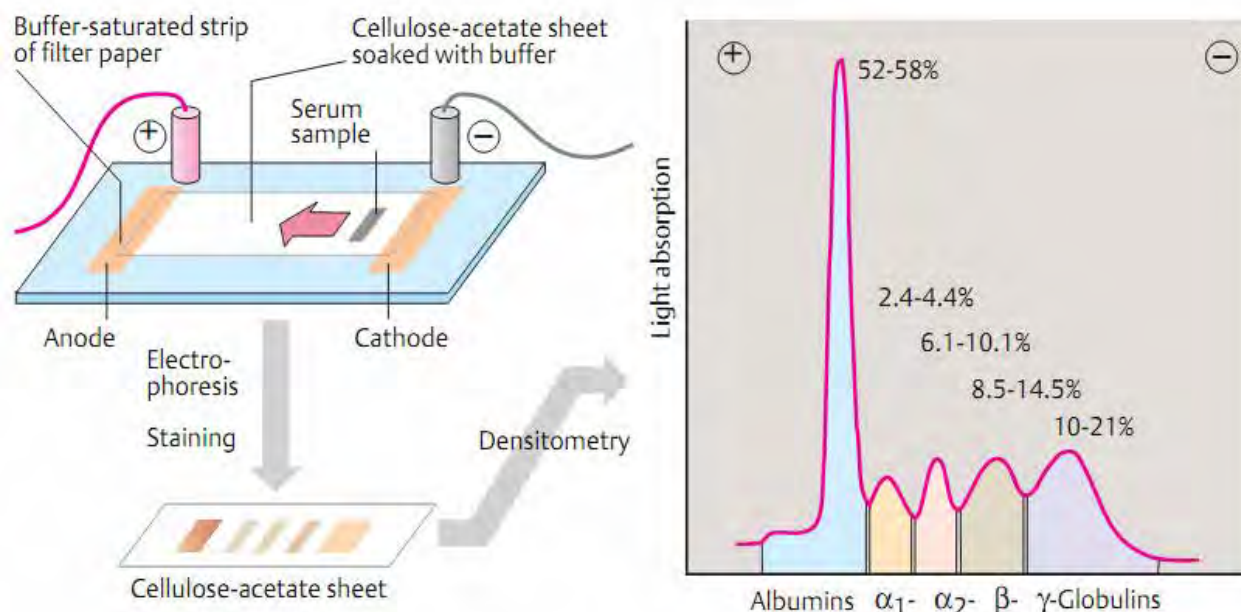 Buffer-saturated strip
of filter paper
Cellulose-acetate sheet
soaked with buffer
Serum
sample
+
−
Anode
Cathode
Electro-
phoresis
Staining
Densitometry
Cellulose-acetate sheet
Light absorption
+
−
52-58%
2.4-4.4%
6.1-10.1%
8.5-14.5%
10-21%
Albumins α₁- α₂- β- γ-Globulins